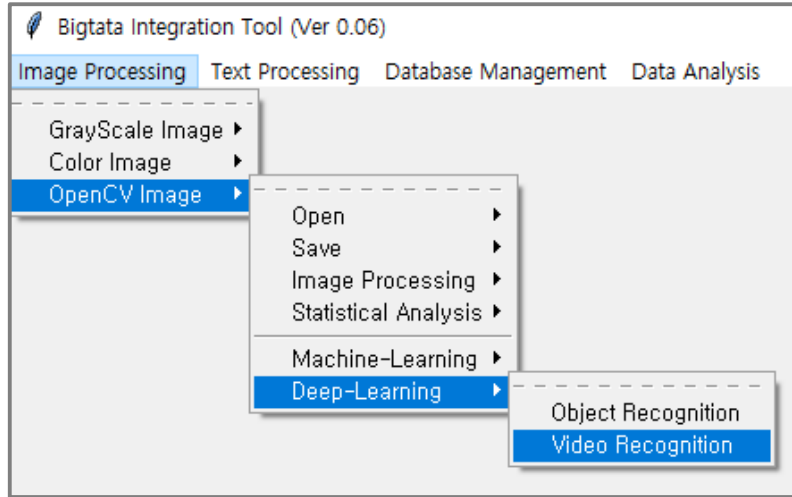 Bigtata Integration Tool (Ver 0.06)
Image Processing Text Processing Database Management Data Analysis
GrayScale Image
Color Image
OpenCV Image
Open
Save
Image Processing
Statistical Analysis
Machine-Learning
Deep-Learning
Object Recognition
Video Recognition